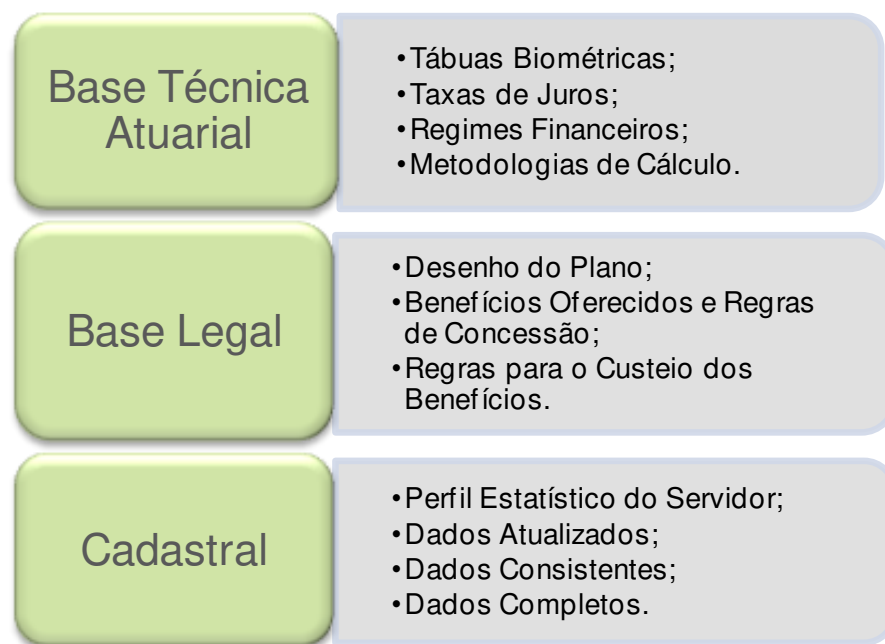 Base Técnica
Atuarial
•Tábuas Biométricas;
•Taxas de Juros;
•Regimes Financeiros;
•Metodologias de Cálculo.
Base Legal
•Desenho do Plano;
•Benefícios Oferecidos e Regras
de Concessão;
•Regras para o Custeio dos
Benefícios.
Cadastral
•Perfil Estatístico do Servidor;
•Dados Atualizados;
•Dados Consistentes;
•Dados Completos.